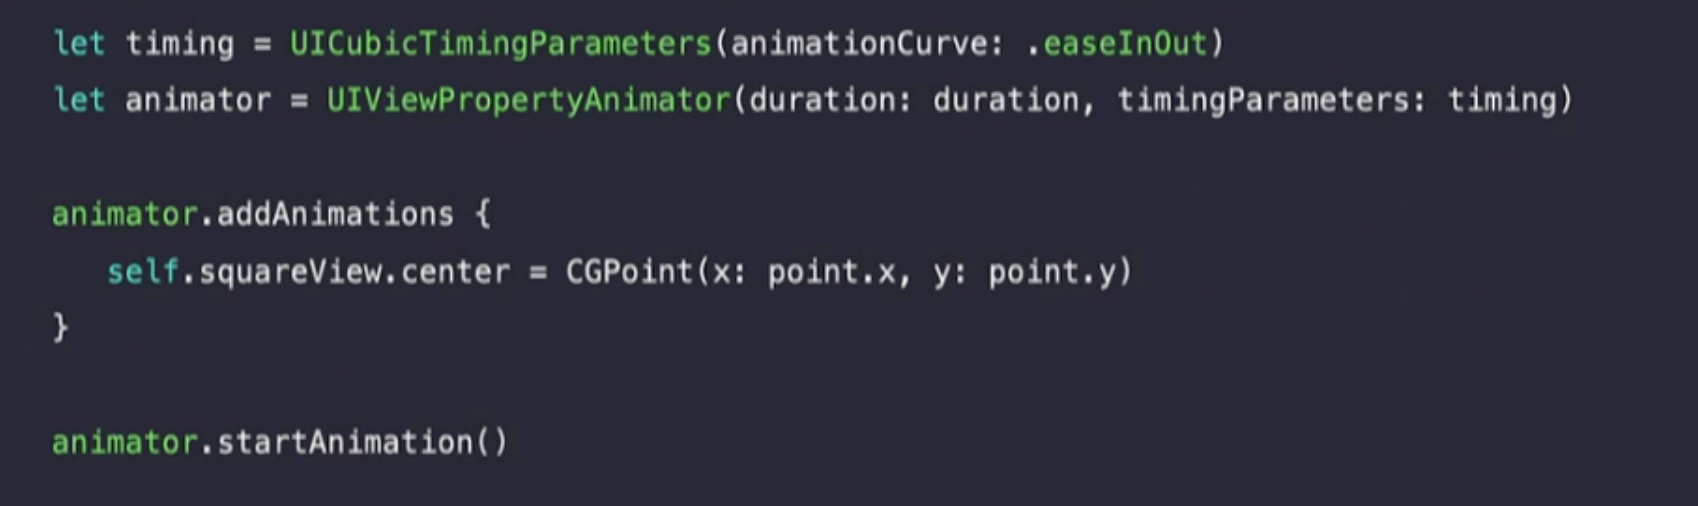 let timing = UICubicTimingParameters(animationCurve: .easeInOut)
let animator = UIViewPropertyAnimator(duration: duration, timingParameters: timing)
animator.addAnimations {
self.squareView.center = CGPoint(x: point.x, y: point.y)
}
animator.startAnimation()